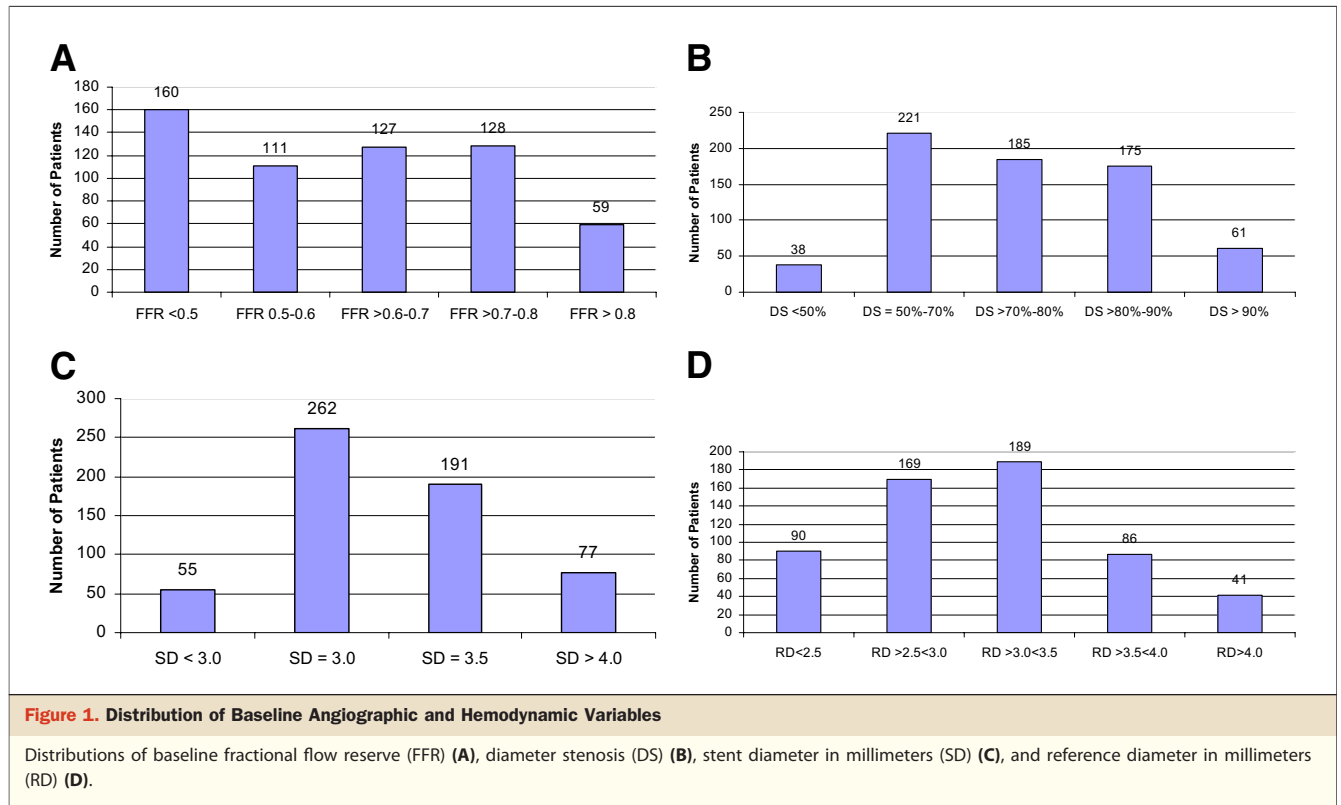 A
Number of Patients
180
160
140
120
100
80
60
40
20
0
160
111
127
128
59
FFR <0.5
FFR 0.5-0.6
FFR >0.6-0.7
FFR >0.7-0.8
FFR > 0.8
B
Number of Patients
250
200
150
100
50
0
38
221
185
175
61
DS <50%
DS = 50%-70%
DS >70%-80%
DS >80%-90%
DS > 90%
C
Number of Patients
300
250
200
150
100
50
0
55
262
191
77
SD < 3.0
SD = 3.0
SD = 3.5
SD > 4.0
D
Number of Patients
200
180
160
140
120
100
80
60
40
20
0
90
169
189
86
41
RD<2.5
RD >2.5<3.0
RD >3.0<3.5
RD >3.5<4.0
RD>4.0
Figure 1. Distribution of Baseline Angiographic and Hemodynamic Variables
Distributions of baseline fractional flow reserve (FFR) (A), diameter stenosis (DS) (B), stent diameter in millimeters (SD) (C), and reference diameter in millimeters
(RD) (D).